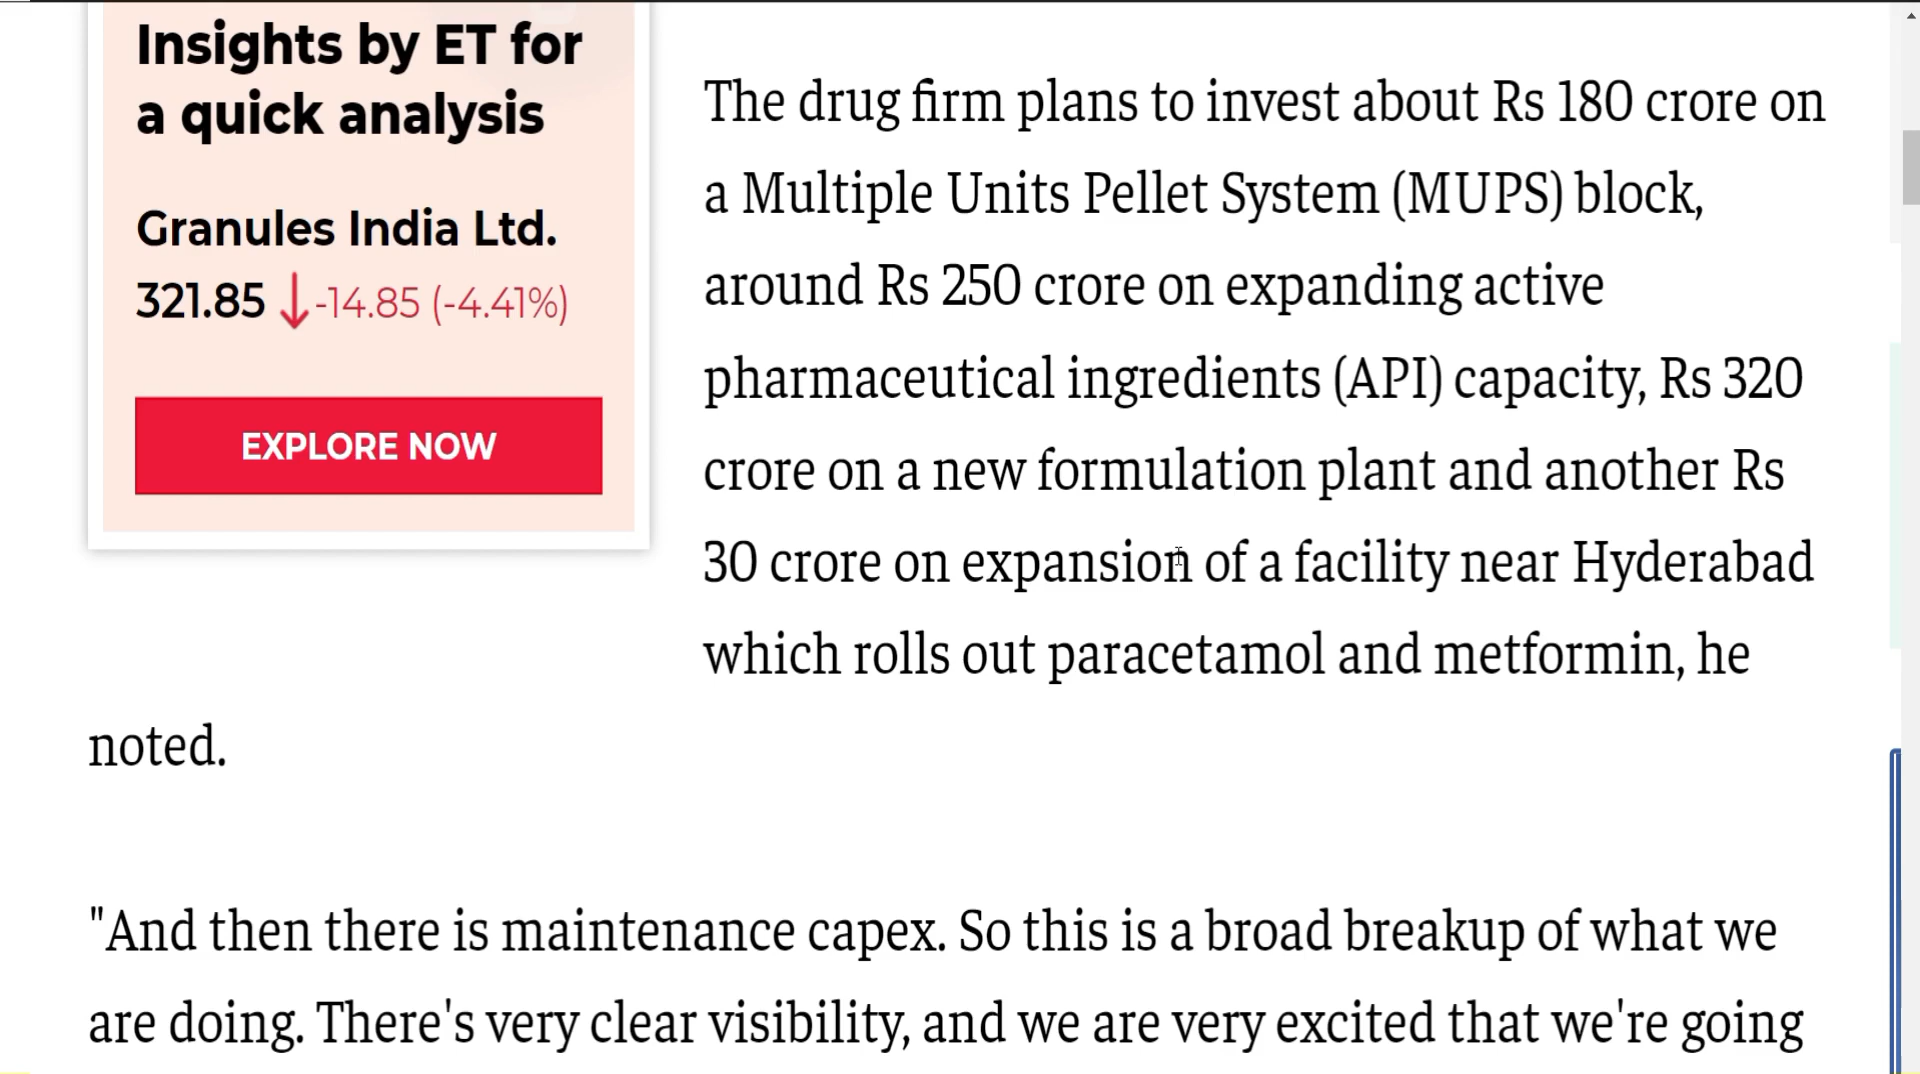 Insights by ET for
a quick analysis
Granules India Ltd.
321.85 ↓ -14.85 (-4.41%)
EXPLORE NOW
The drug firm plans to invest about Rs 180 crore on
a Multiple Units Pellet System (MUPS) block,
around Rs 250 crore on expanding active
pharmaceutical ingredients (API) capacity, Rs 320
crore on a new formulation plant and another Rs
30 crore on expansion of a facility near Hyderabad
which rolls out paracetamol and metformin, he
noted.
"And then there is maintenance capex. So this is a broad breakup of what we
are doing. There's very clear visibility, and we are very excited that we're going